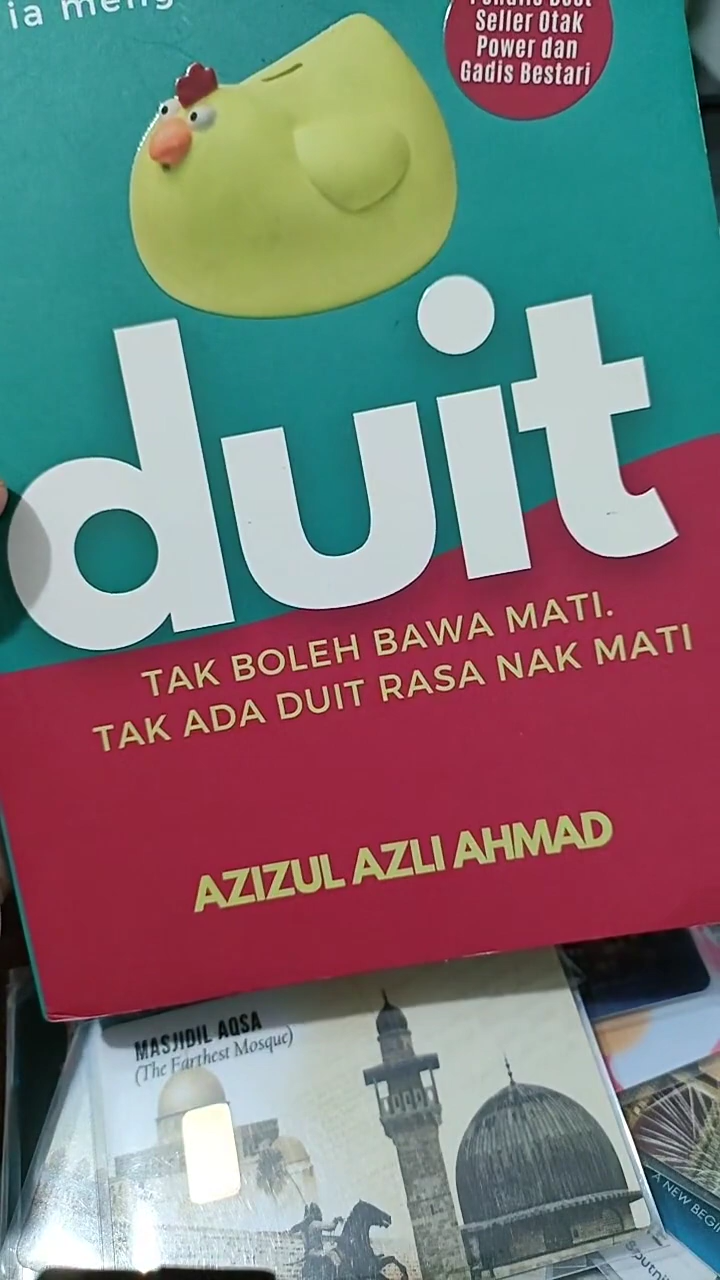 ia meng
Seller Otak
Power dan
Gadis Bestari
duit
TAK BOLEH BAWA MATI.
TAK ADA DUIT RASA NAK MATI
AZIZUL AZLI AHMAD
MASJIDIL AQSA
(The Farthest Mosque)
A NEW BEGI